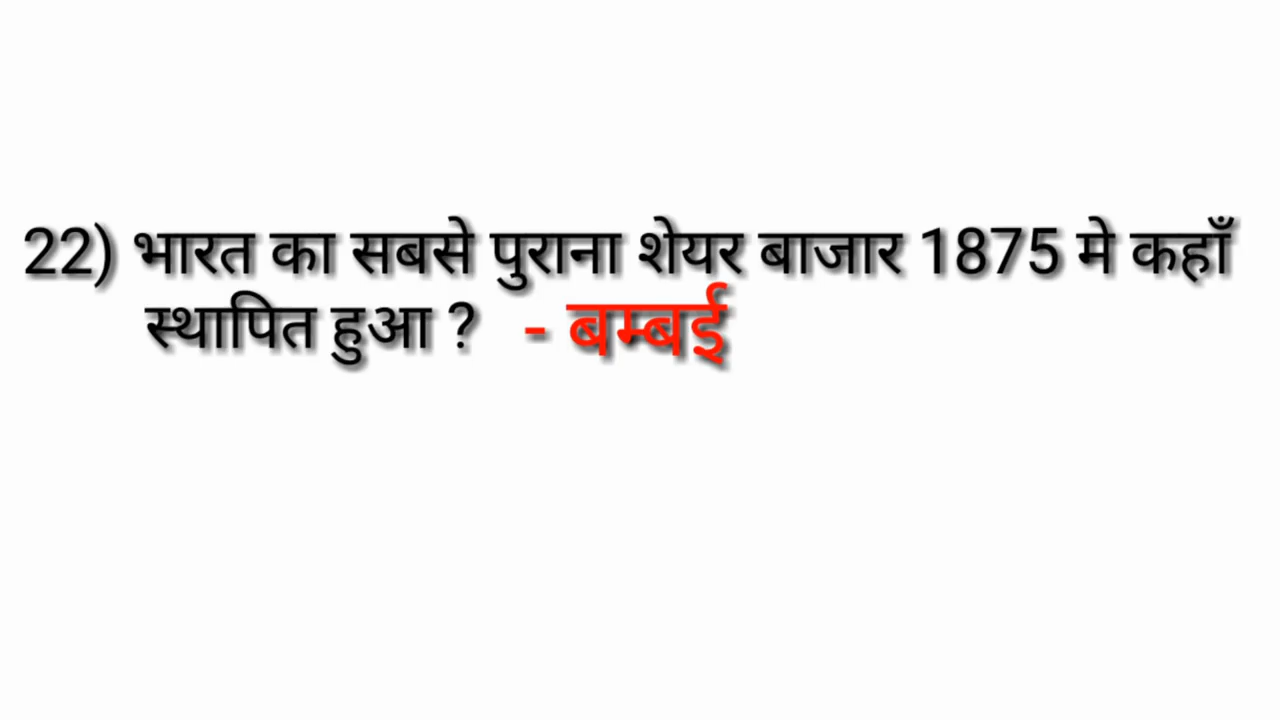 22) भारत का सबसे पुराना शेयर बाजार 1875 मे कहाँ
स्थापित हुआ ? - बम्बई